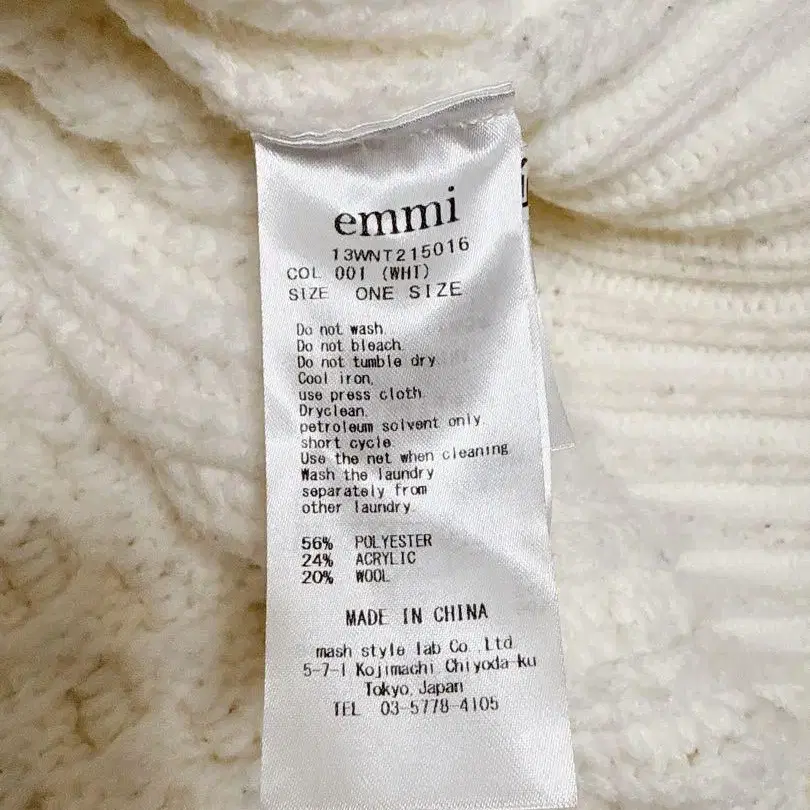 emmi
13WNT215016
COL 001 (WHT)
SIZE ONE SIZE
Do not wash.
Do not bleach.
Do not tumble dry.
Cool iron,
use press cloth.
Dryclean,
petroleum solvent only.
short cycle.
Use the net when cleaning
Wash the laundry
separately from
other laundry.
56% POLYESTER
24% ACRYLIC
20% WOOL
MADE IN CHINA
mash style lab Co.,Ltd.
5-7-1 Kojimachi Chiyoda-ku
Tokyo,Japan
TEL 03-5778-4105